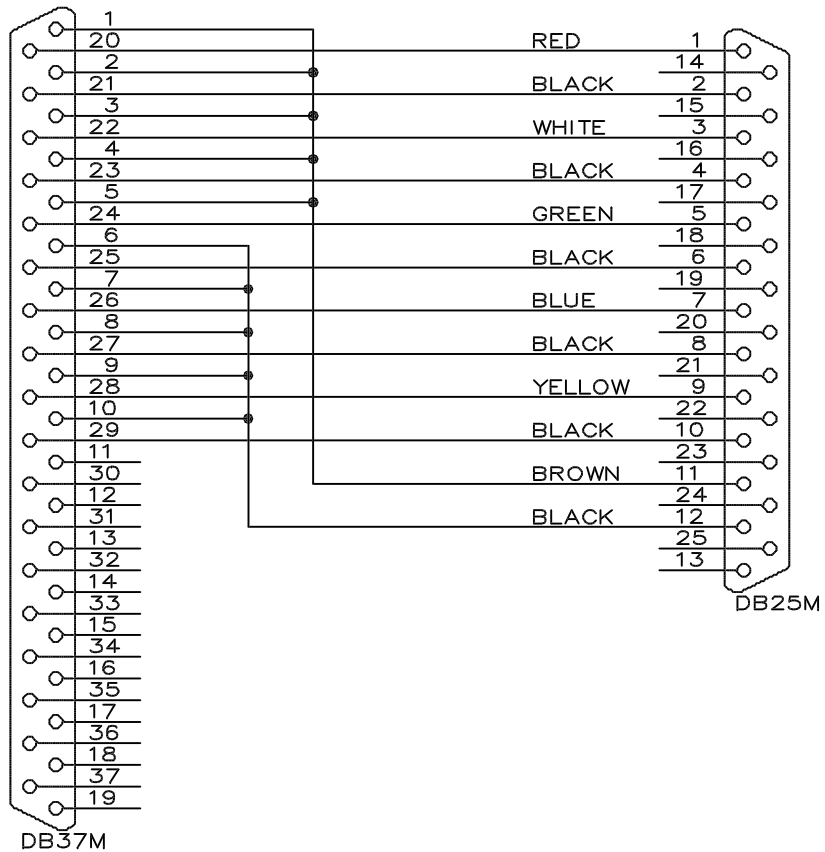 1
20 RED 1
2 14
21 BLACK 2
3 15
22 WHITE 3
4 16
23 BLACK 4
5 17
24 GREEN 5
6 18
25 BLACK 6
7 19
26 BLUE 7
8 20
27 BLACK 8
9 21
28 YELLOW 9
10 22
29 BLACK 10
11 23
30 BROWN 11
12 24
31 BLACK 12
13 25
32 13
14
33 DB25M
15
34
16
35
17
36
18
37
19
DB37M